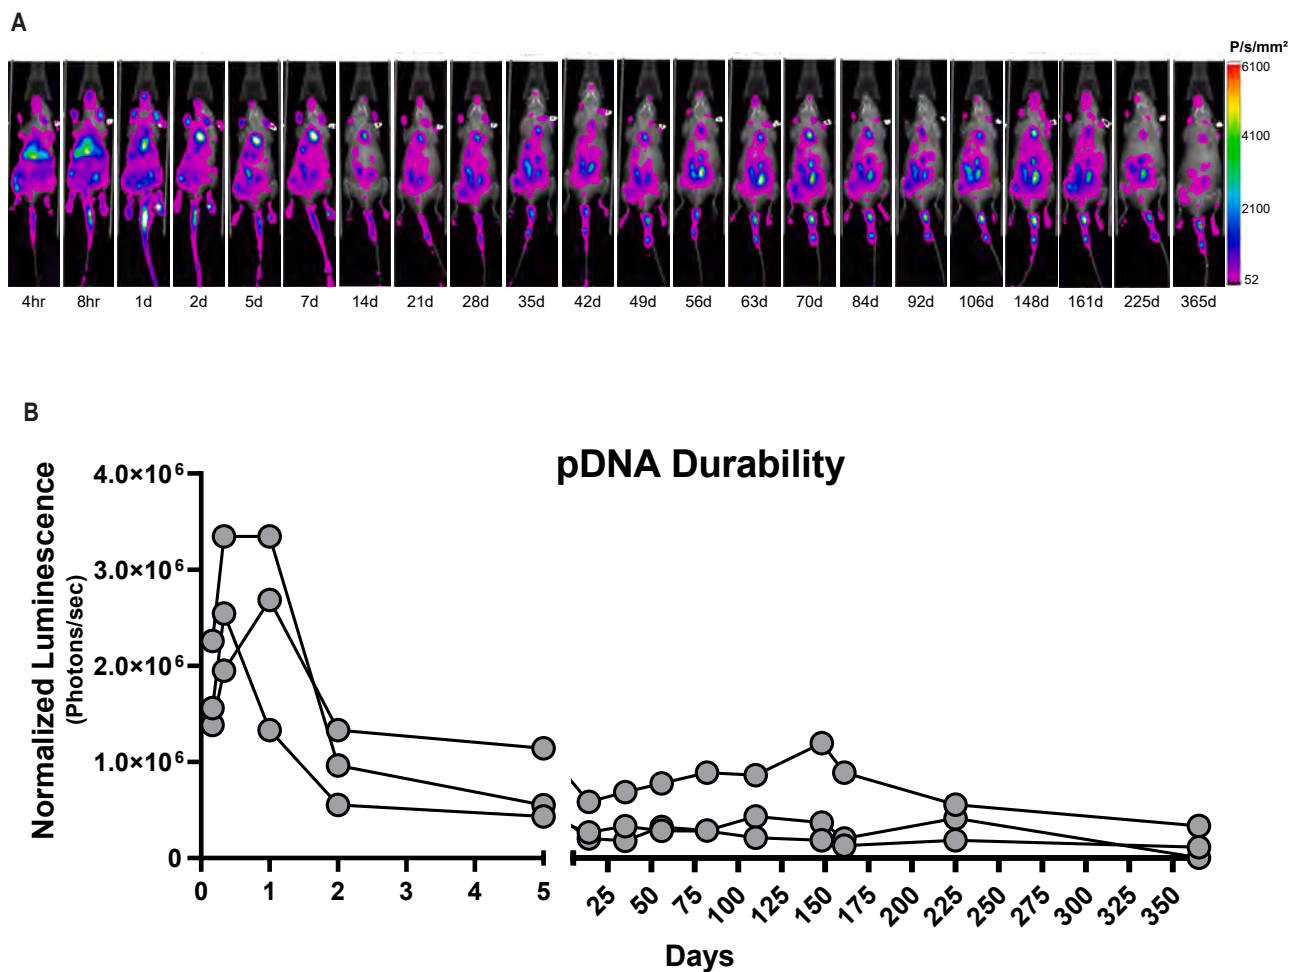 A
P/s/mm²
6100
4100
2100
52
4hr 8hr 1d 2d 5d 7d 14d 21d 28d 35d 42d 49d 56d 63d 70d 84d 92d 106d 148d 161d 225d 365d
B
pDNA Durability
Normalized Luminescence
(Photons/sec)
4.0×10⁶
3.0×10⁶
2.0×10⁶
1.0×10⁶
0
0 1 2 3 4 5 25 50 75 100 125 150 175 200 225 250 275 300 325 350
Days